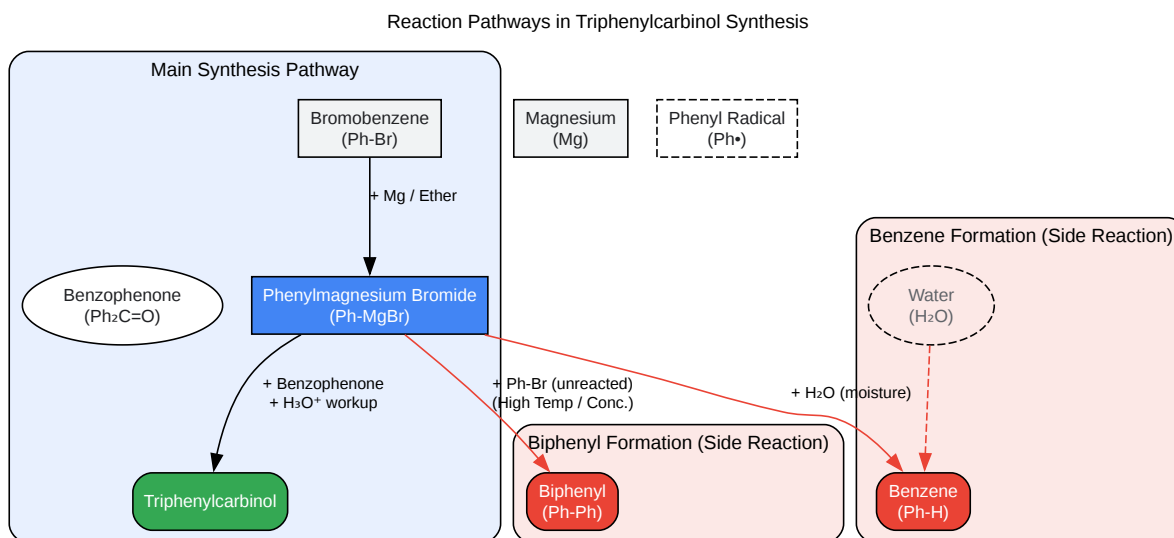 Reaction Pathways in Triphenylcarbinol Synthesis
Main Synthesis Pathway
Bromobenzene
(Ph-Br)
Magnesium
(Mg)
Phenyl Radical
(Ph•)
+ Mg / Ether
Benzene Formation (Side Reaction)
Benzophenone
(Ph₂C=O)
Phenylmagnesium Bromide
(Ph-MgBr)
Water
(H₂O)
+ Benzophenone
+ H₃O⁺ workup
+ Ph-Br (unreacted)
(High Temp / Conc.)
+ H₂O (moisture)
Biphenyl Formation (Side Reaction)
Triphenylcarbinol
Biphenyl
(Ph-Ph)
Benzene
(Ph-H)